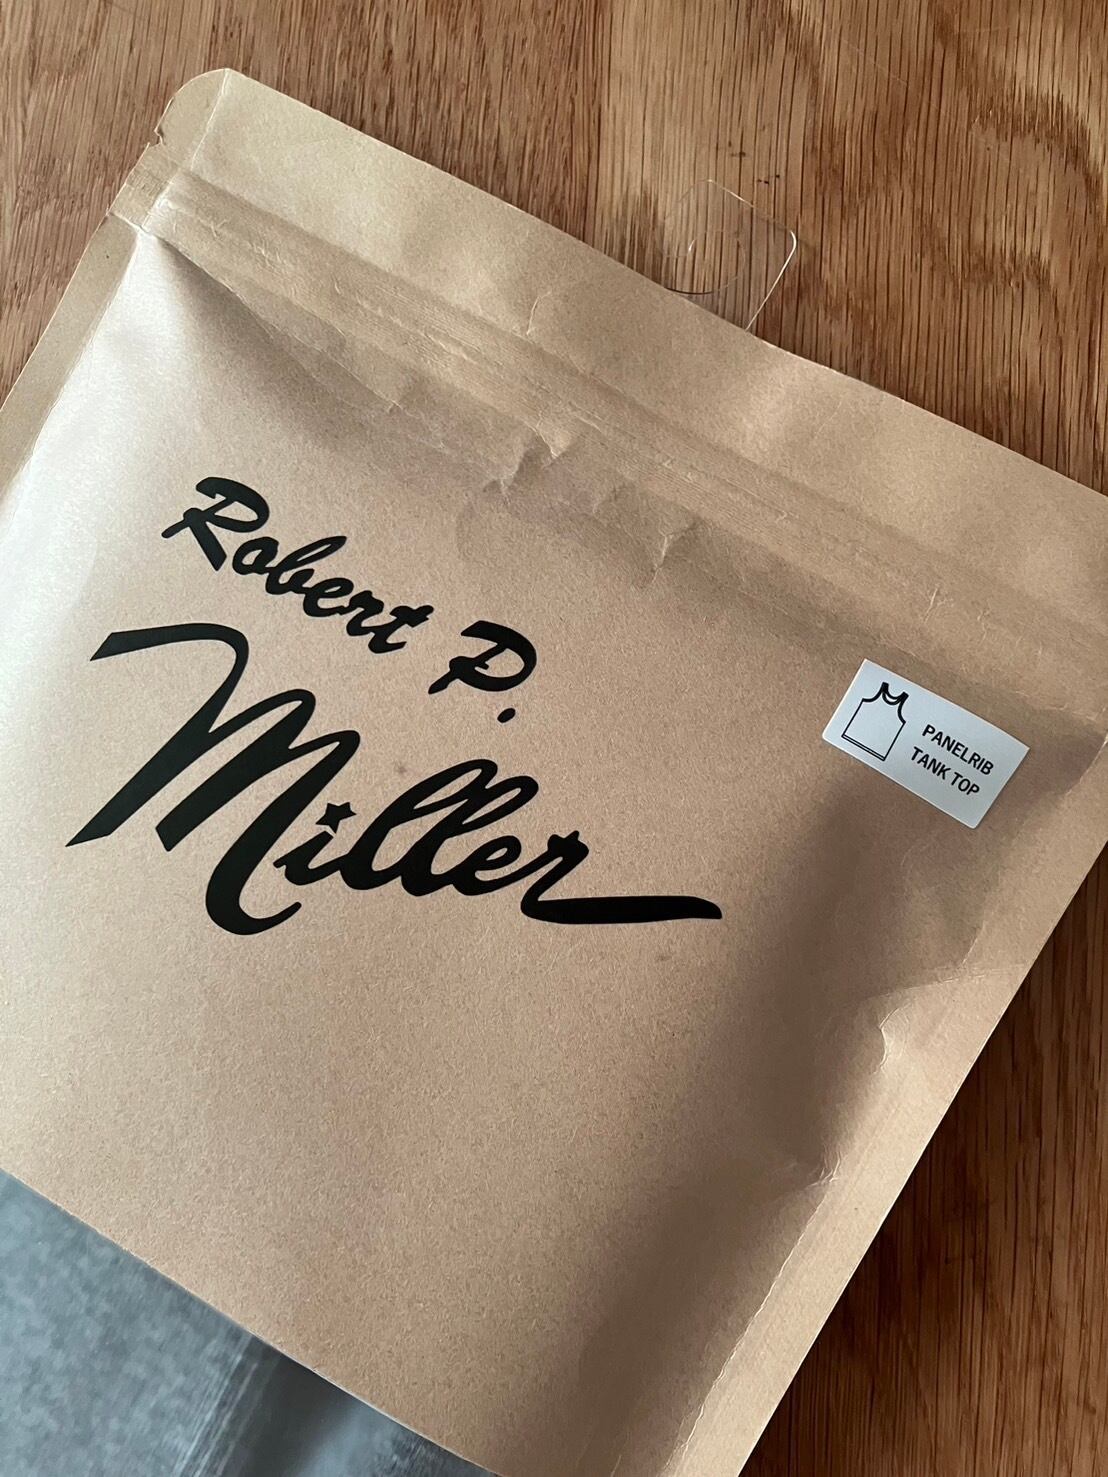 Robert P.
Miller
PANELRIB
TANK TOP